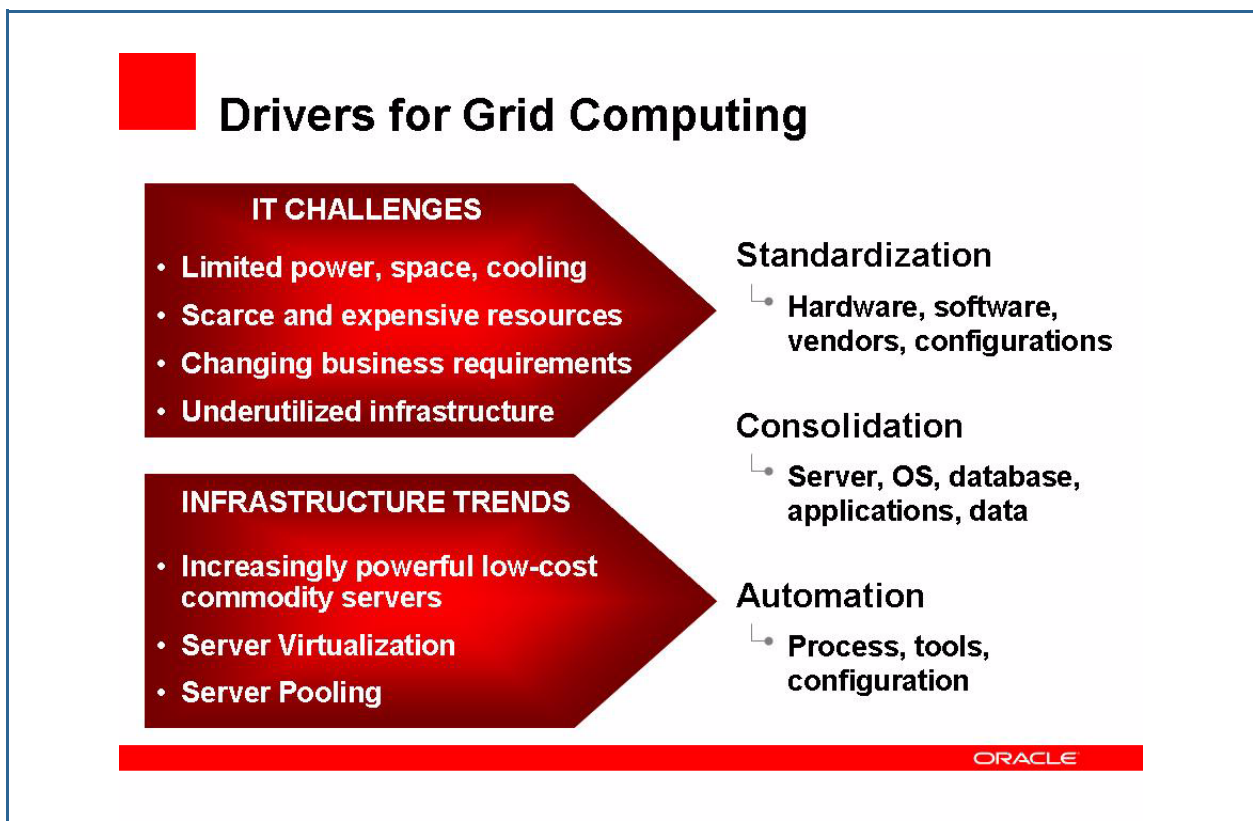 Drivers for Grid Computing
IT CHALLENGES
• Limited power, space, cooling
• Scarce and expensive resources
• Changing business requirements
• Underutilized infrastructure
INFRASTRUCTURE TRENDS
• Increasingly powerful low-cost
commodity servers
• Server Virtualization
• Server Pooling
Standardization
Hardware, software,
vendors, configurations
Consolidation
Server, OS, database,
applications, data
Automation
Process, tools,
configuration
ORACLE